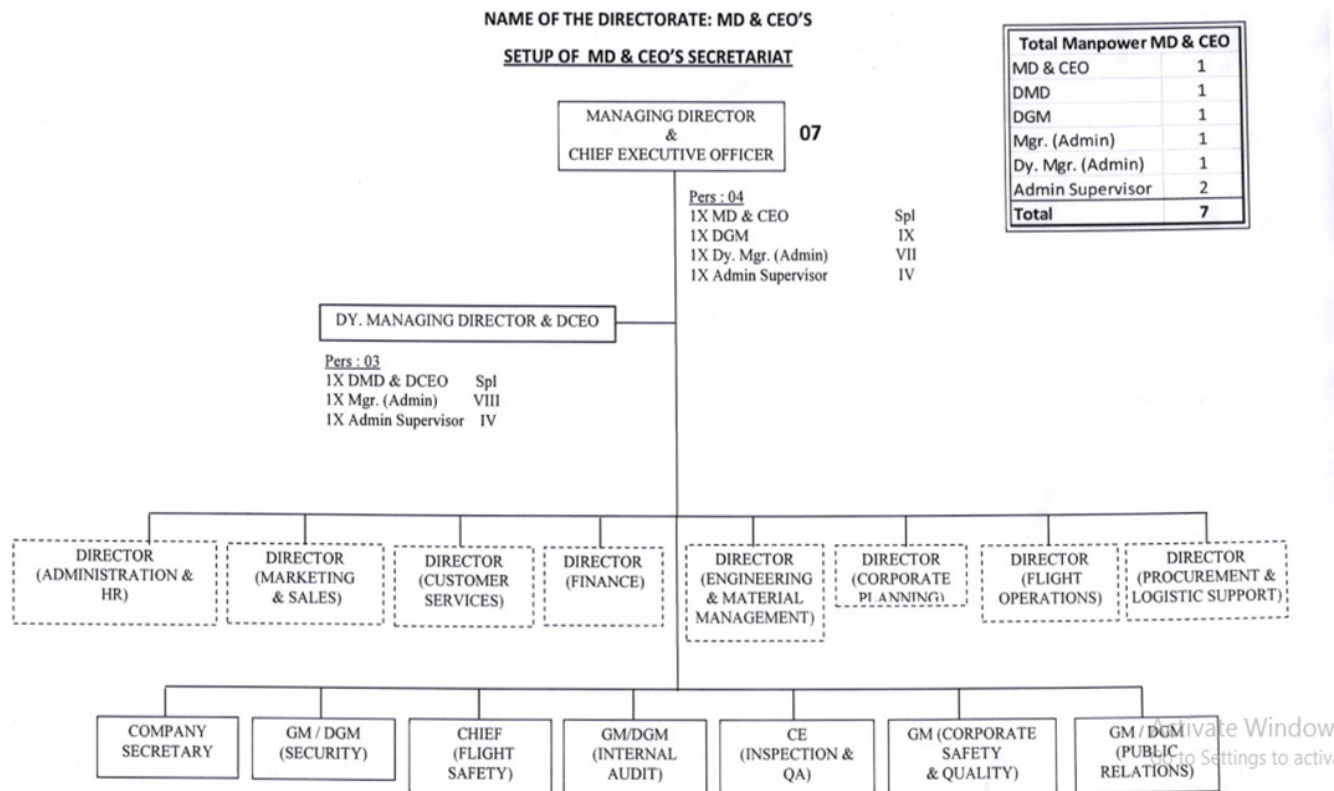 NAME OF THE DIRECTORATE: MD & CEO'S
SETUP OF MD & CEO'S SECRETARIAT
Total Manpower MD & CEO
MD & CEO 1
DMD 1
DGM 1
Mgr. (Admin) 1
Dy. Mgr. (Admin) 1
Admin Supervisor 2
Total 7
MANAGING DIRECTOR
&
CHIEF EXECUTIVE OFFICER
07
Pers : 04
1X MD & CEO Spl
1X DGM IX
1X Dy. Mgr. (Admin) VII
1X Admin Supervisor IV
DY. MANAGING DIRECTOR & DCEO
Pers : 03
1X DMD & DCEO Spl
1X Mgr. (Admin) VIII
1X Admin Supervisor IV
DIRECTOR
(ADMINISTRATION &
HR)
DIRECTOR
(MARKETING
& SALES)
DIRECTOR
(CUSTOMER
SERVICES)
DIRECTOR
(FINANCE)
DIRECTOR
(ENGINEERING
& MATERIAL
MANAGEMENT)
DIRECTOR
(CORPORATE
PLANNING)
DIRECTOR
(FLIGHT
OPERATIONS)
DIRECTOR
(PROCUREMENT &
LOGISTIC SUPPORT)
COMPANY
SECRETARY
GM / DGM
(SECURITY)
CHIEF
(FLIGHT
SAFETY)
GM/DGM
(INTERNAL
AUDIT)
CE
(INSPECTION &
QA)
GM (CORPORATE
SAFETY
& QUALITY)
GM / DGM
(PUBLIC
RELATIONS)
Activate Window
Go to Settings to activa